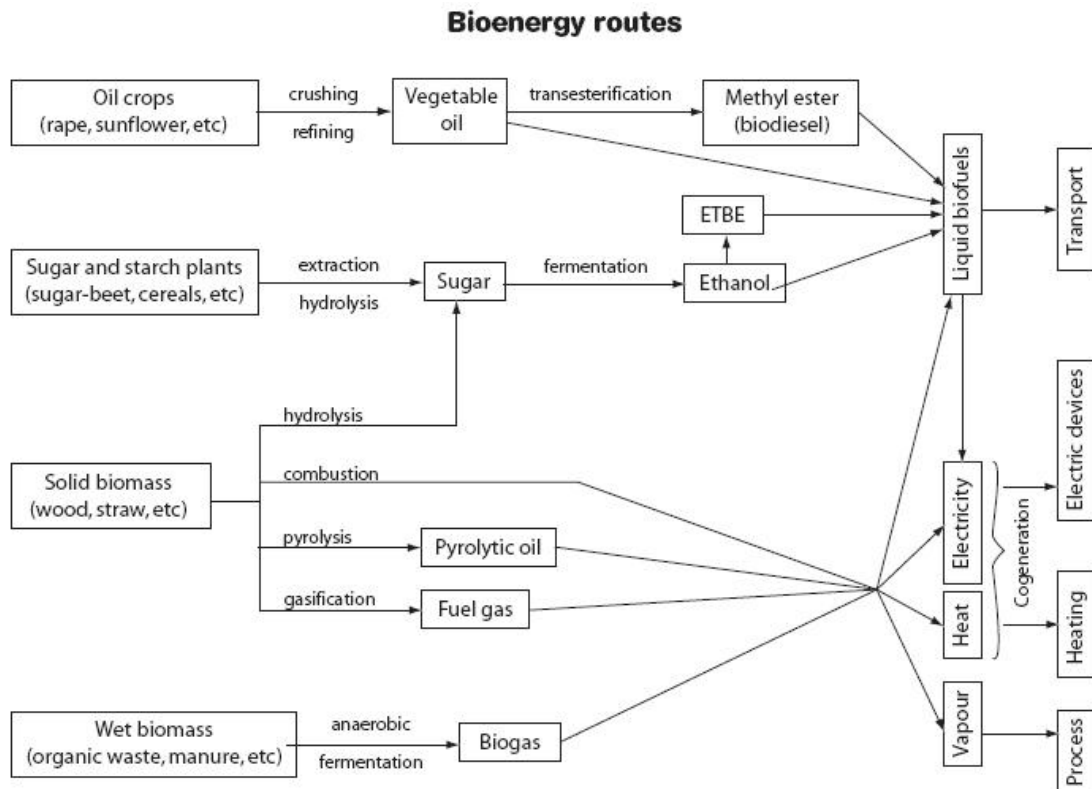 Bioenergy routes
Oil crops
(rape, sunflower, etc)
crushing
refining
Vegetable
oil
transesterification
Methyl ester
(biodiesel)
Liquid biofuels
Transport
ETBE
Sugar and starch plants
(sugar-beet, cereals, etc)
extraction
hydrolysis
Sugar
fermentation
Ethanol
hydrolysis
Solid biomass
(wood, straw, etc)
combustion
pyrolysis
Pyrolytic oil
gasification
Fuel gas
Electricity
Heat
Cogeneration
Electric devices
Heating
Wet biomass
(organic waste, manure, etc)
anaerobic
fermentation
Biogas
Vapour
Process